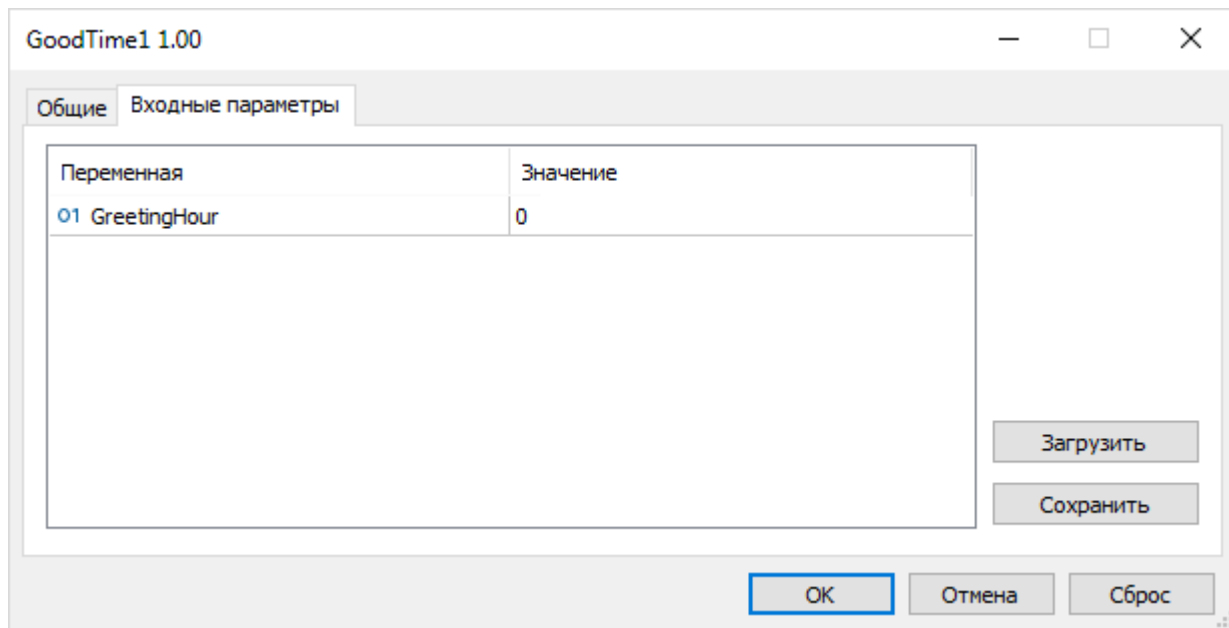 GoodTime1 1.00
Общие Входные параметры
Переменная Значение
01 GreetingHour 0
Загрузить
Сохранить
OK Отмена Сброс